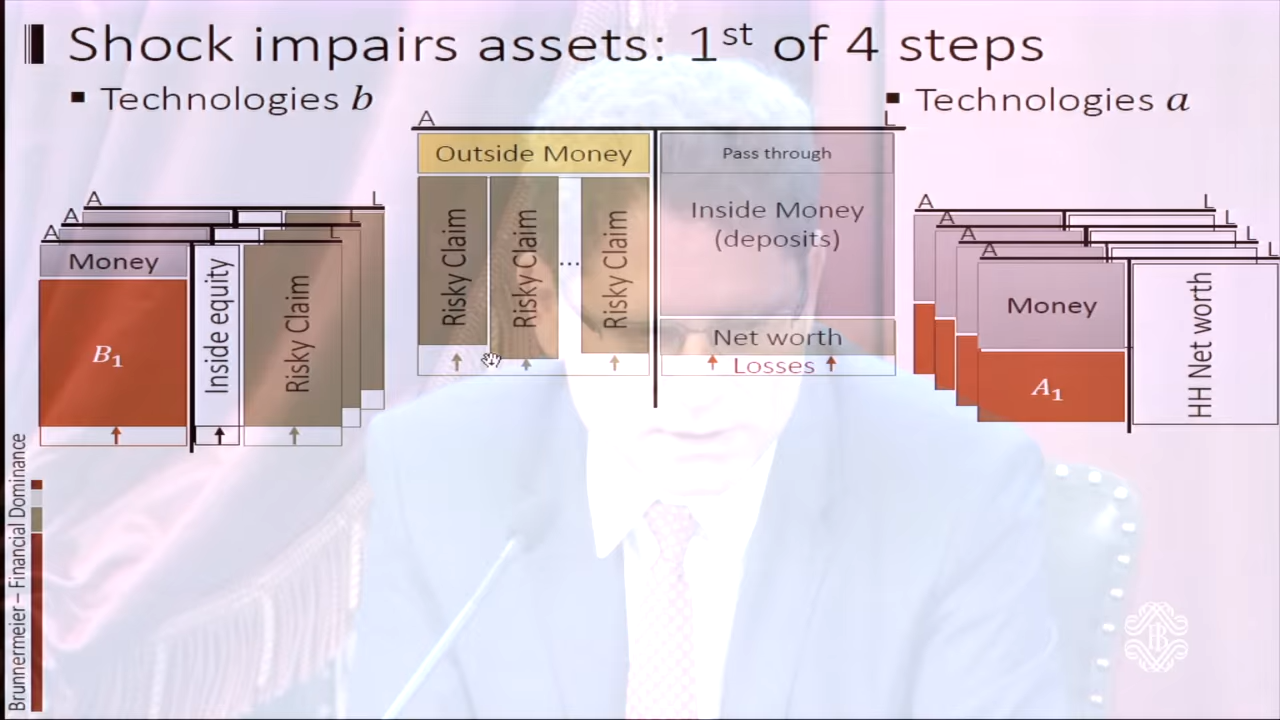 Shock impairs assets: 1st of 4 steps
▪ Technologies b
▪ Technologies a
A
L
Outside Money
Pass through
Risky Claim
Risky Claim
...
Risky Claim
Inside Money
(deposits)
Net worth
Losses
A
L
A
L
A
L
Money
B1
Inside equity
Risky Claim
A
L
A
L
A
L
A
L
Money
A1
HH Net worth
Brunnermeier – Financial Dominance